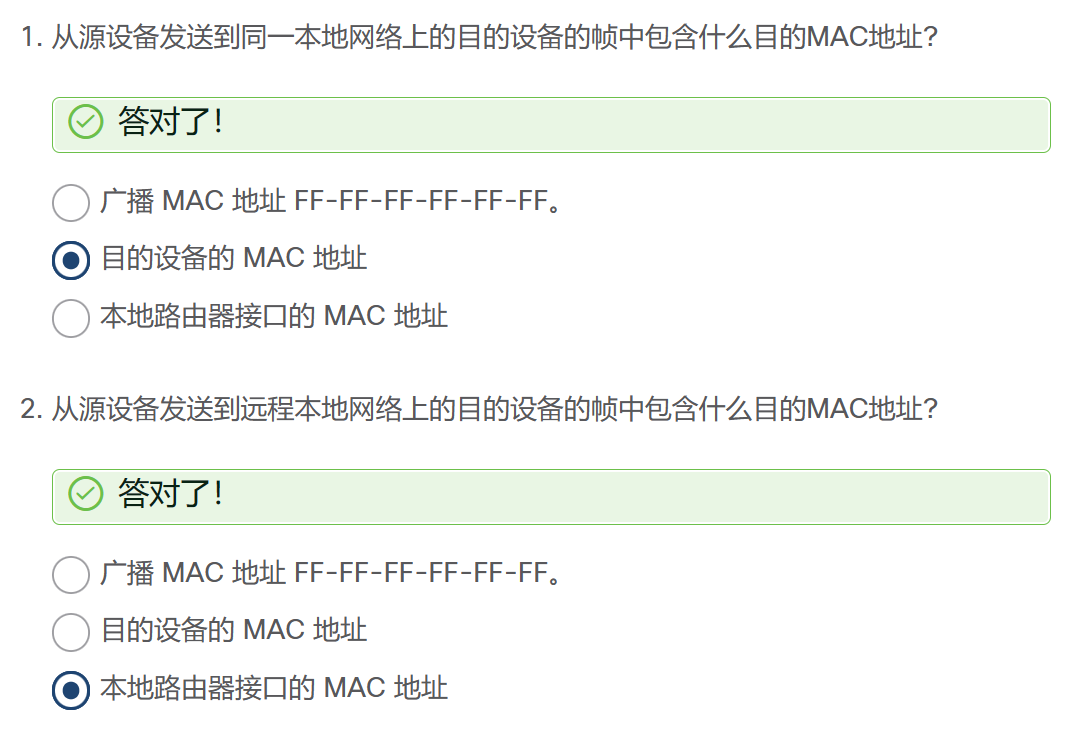 1. 从源设备发送到同一本地网络上的目的设备的帧中包含什么目的MAC地址?
答对了!
广播 MAC 地址 FF-FF-FF-FF-FF-FF。
目的设备的 MAC 地址
本地路由器接口的 MAC 地址
2. 从源设备发送到远程本地网络上的目的设备的帧中包含什么目的MAC地址?
答对了!
广播 MAC 地址 FF-FF-FF-FF-FF-FF。
目的设备的 MAC 地址
本地路由器接口的 MAC 地址